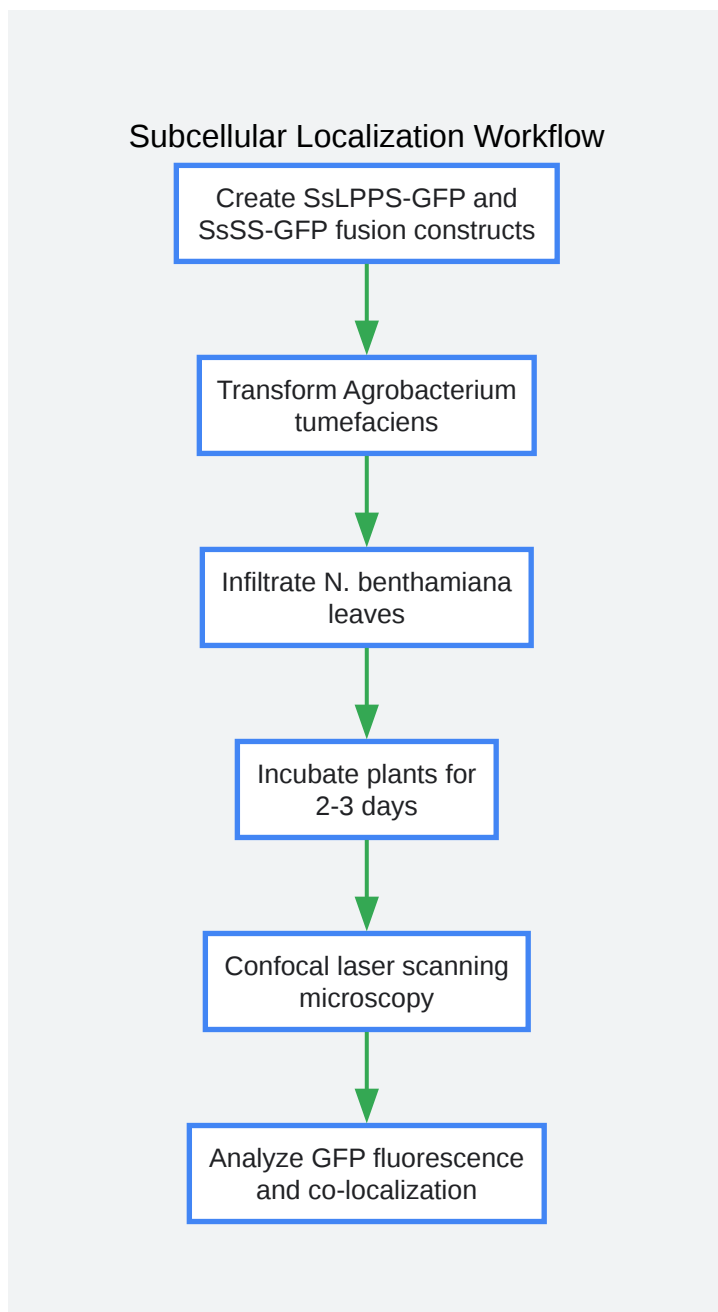 Subcellular Localization Workflow
Create SsLPPS-GFP and
SsSS-GFP fusion constructs
Transform Agrobacterium
tumefaciens
Infiltrate N. benthamiana
leaves
Incubate plants for
2-3 days
Confocal laser scanning
microscopy
Analyze GFP fluorescence
and co-localization